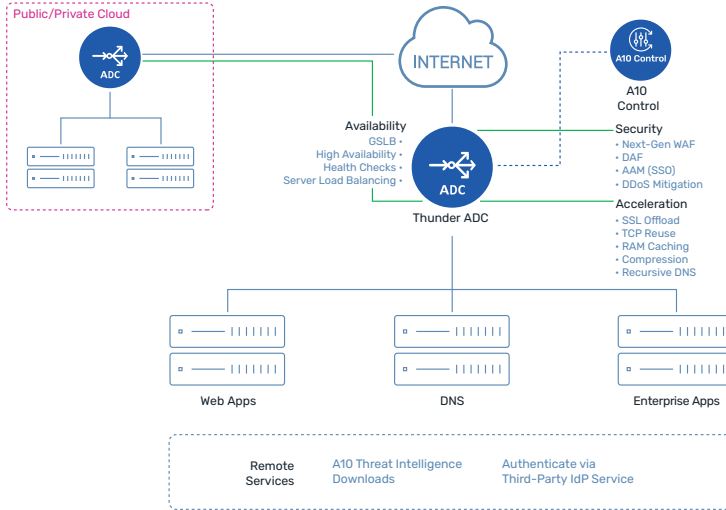 Public/Private Cloud
ADC
INTERNET
A10 Control
A10
Control
Availability
GSLB •
High Availability •
Health Checks •
Server Load Balancing •
ADC
Thunder ADC
Security
• Next-Gen WAF
• DAF
• AAM (SSO)
• DDoS Mitigation
Acceleration
• SSL Offload
• TCP Reuse
• RAM Caching
• Compression
• Recursive DNS
Web Apps
DNS
Enterprise Apps
Remote
Services
A10 Threat Intelligence
Downloads
Authenticate via
Third-Party IdP Service